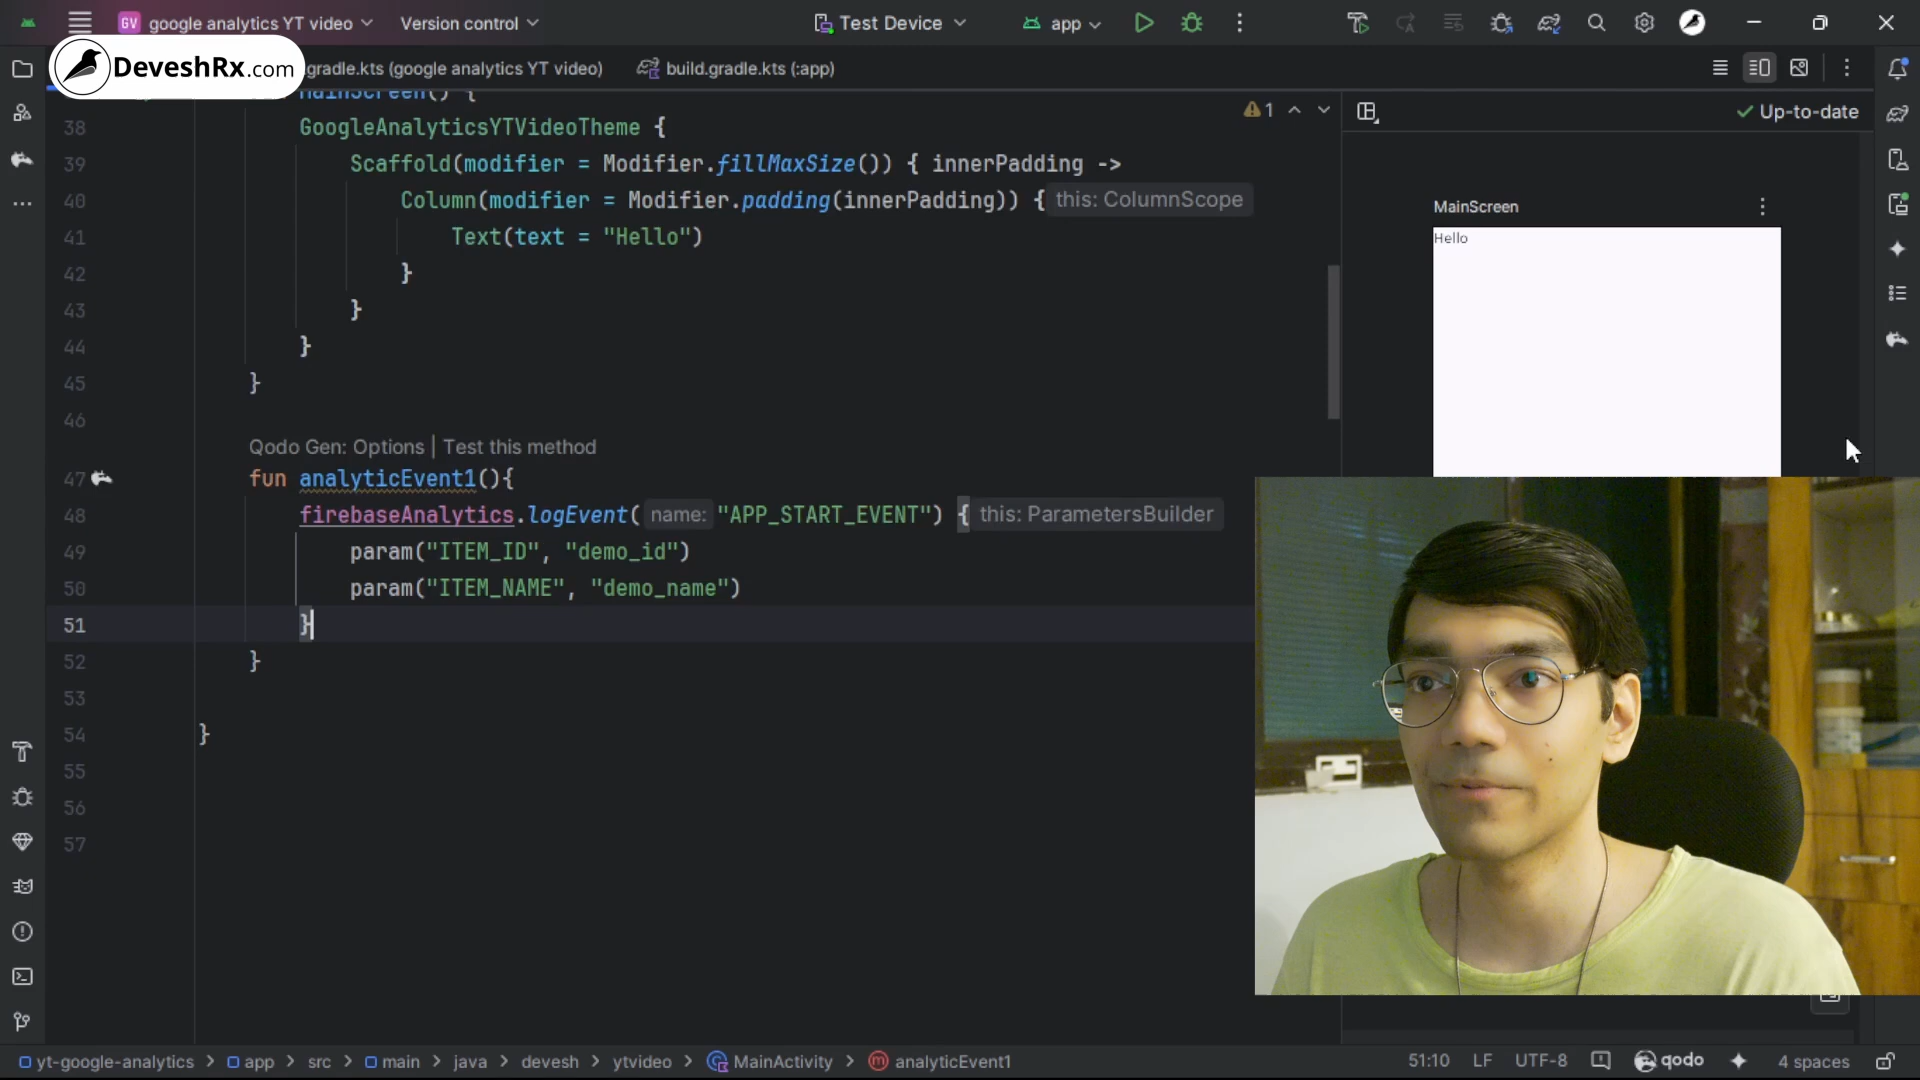 GV google analytics YT video Version control Test Device app
DeveshRx.com
.gradle.kts (google analytics YT video) build.gradle.kts (:app)
MainScreen() {
38 GoogleAnalyticsYTVideoTheme {
39 Scaffold(modifier = Modifier.fillMaxSize()) { innerPadding ->
40 Column(modifier = Modifier.padding(innerPadding)) { this: ColumnScope
41 Text(text = "Hello")
42 }
43 }
44 }
45 }
46
Qodo Gen: Options | Test this method
47 fun analyticEvent1(){
48 firebaseAnalytics.logEvent( name: "APP_START_EVENT") { this: ParametersBuilder
49 param("ITEM_ID", "demo_id")
50 param("ITEM_NAME", "demo_name")
51 }
52 }
53
54 }
55
56
57
1
Up-to-date
MainScreen
Hello
yt-google-analytics > app > src > main > java > devesh > ytvideo > MainActivity > analyticEvent1
51:10 LF UTF-8 qodo 4 spaces